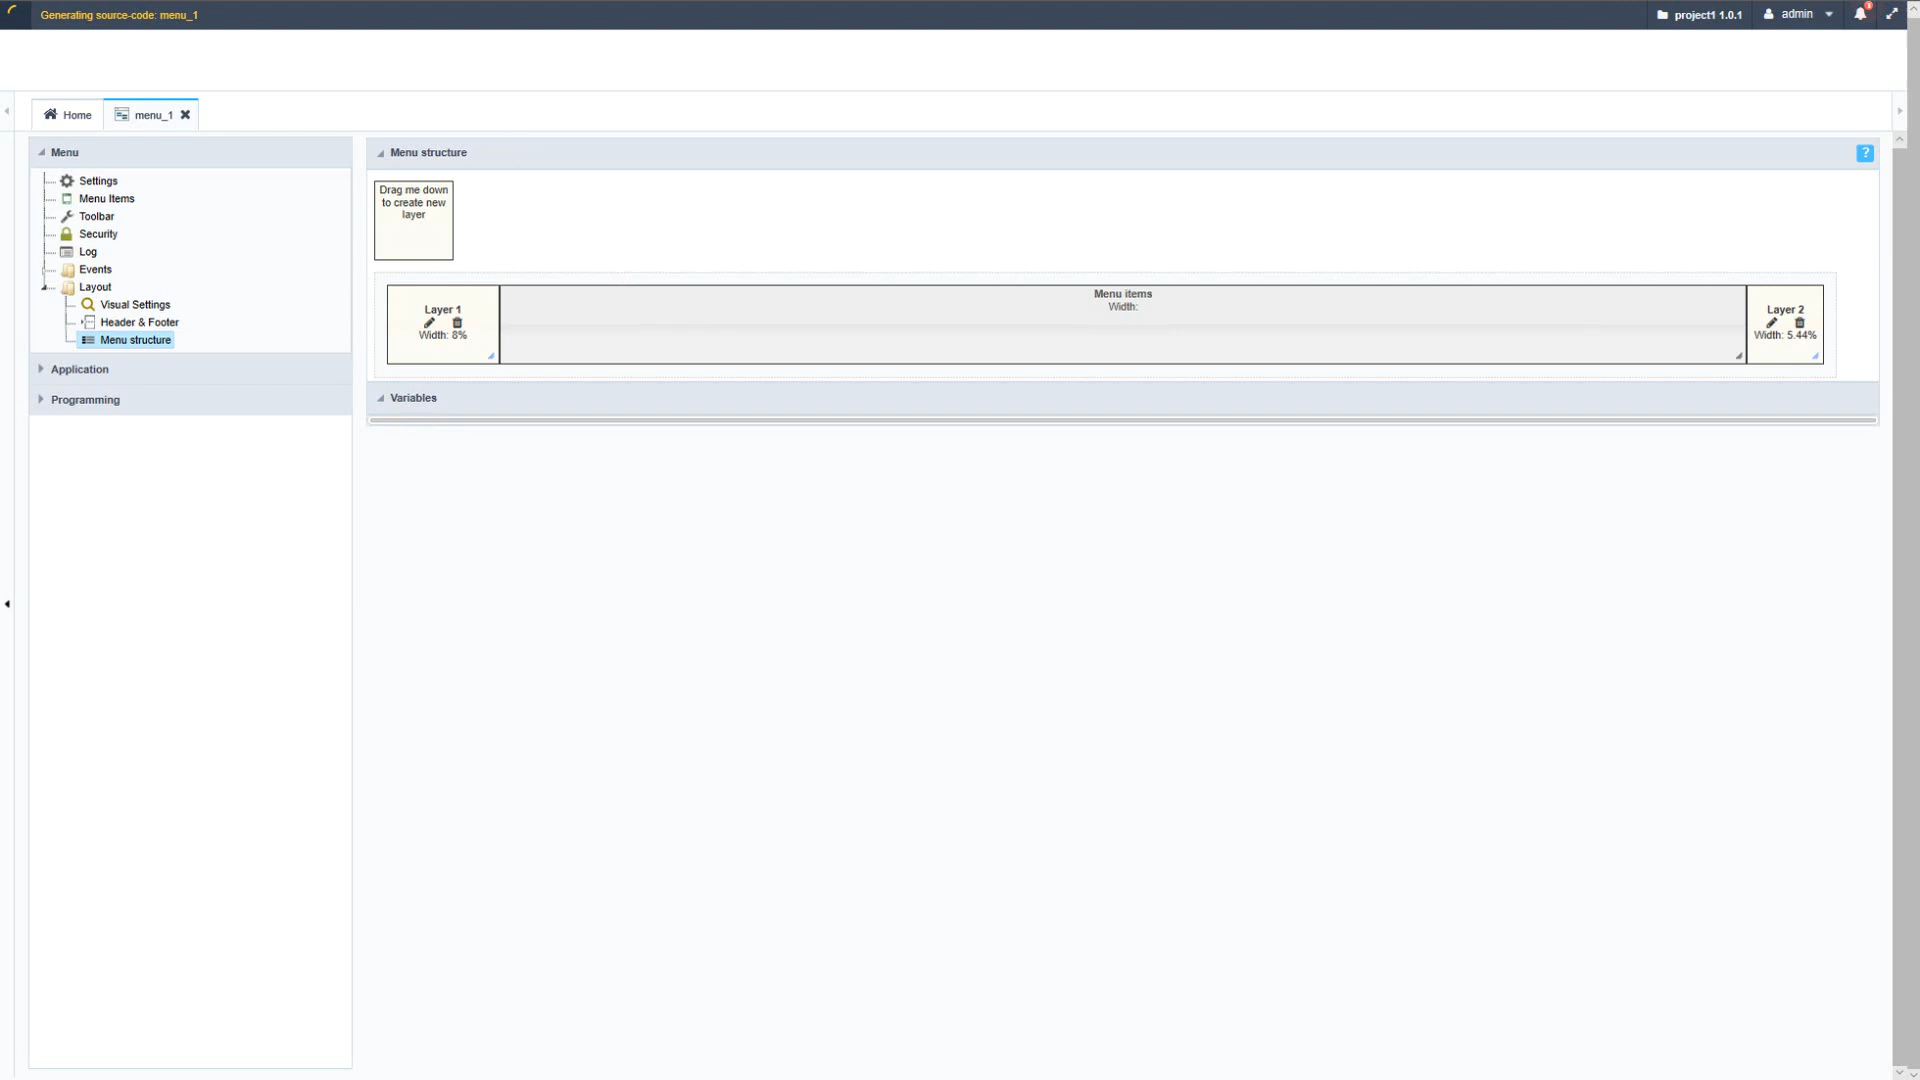 Generating source-code: menu_1
project1 1.0.1
admin
Home
menu_1
Menu
Settings
Menu Items
Toolbar
Security
Log
Events
Layout
Visual Settings
Header & Footer
Menu structure
Application
Programming
Menu structure
?
Drag me down
to create new
layer
Layer 1
Width: 8%
Menu items
Width:
Layer 2
Width: 5.44%
Variables